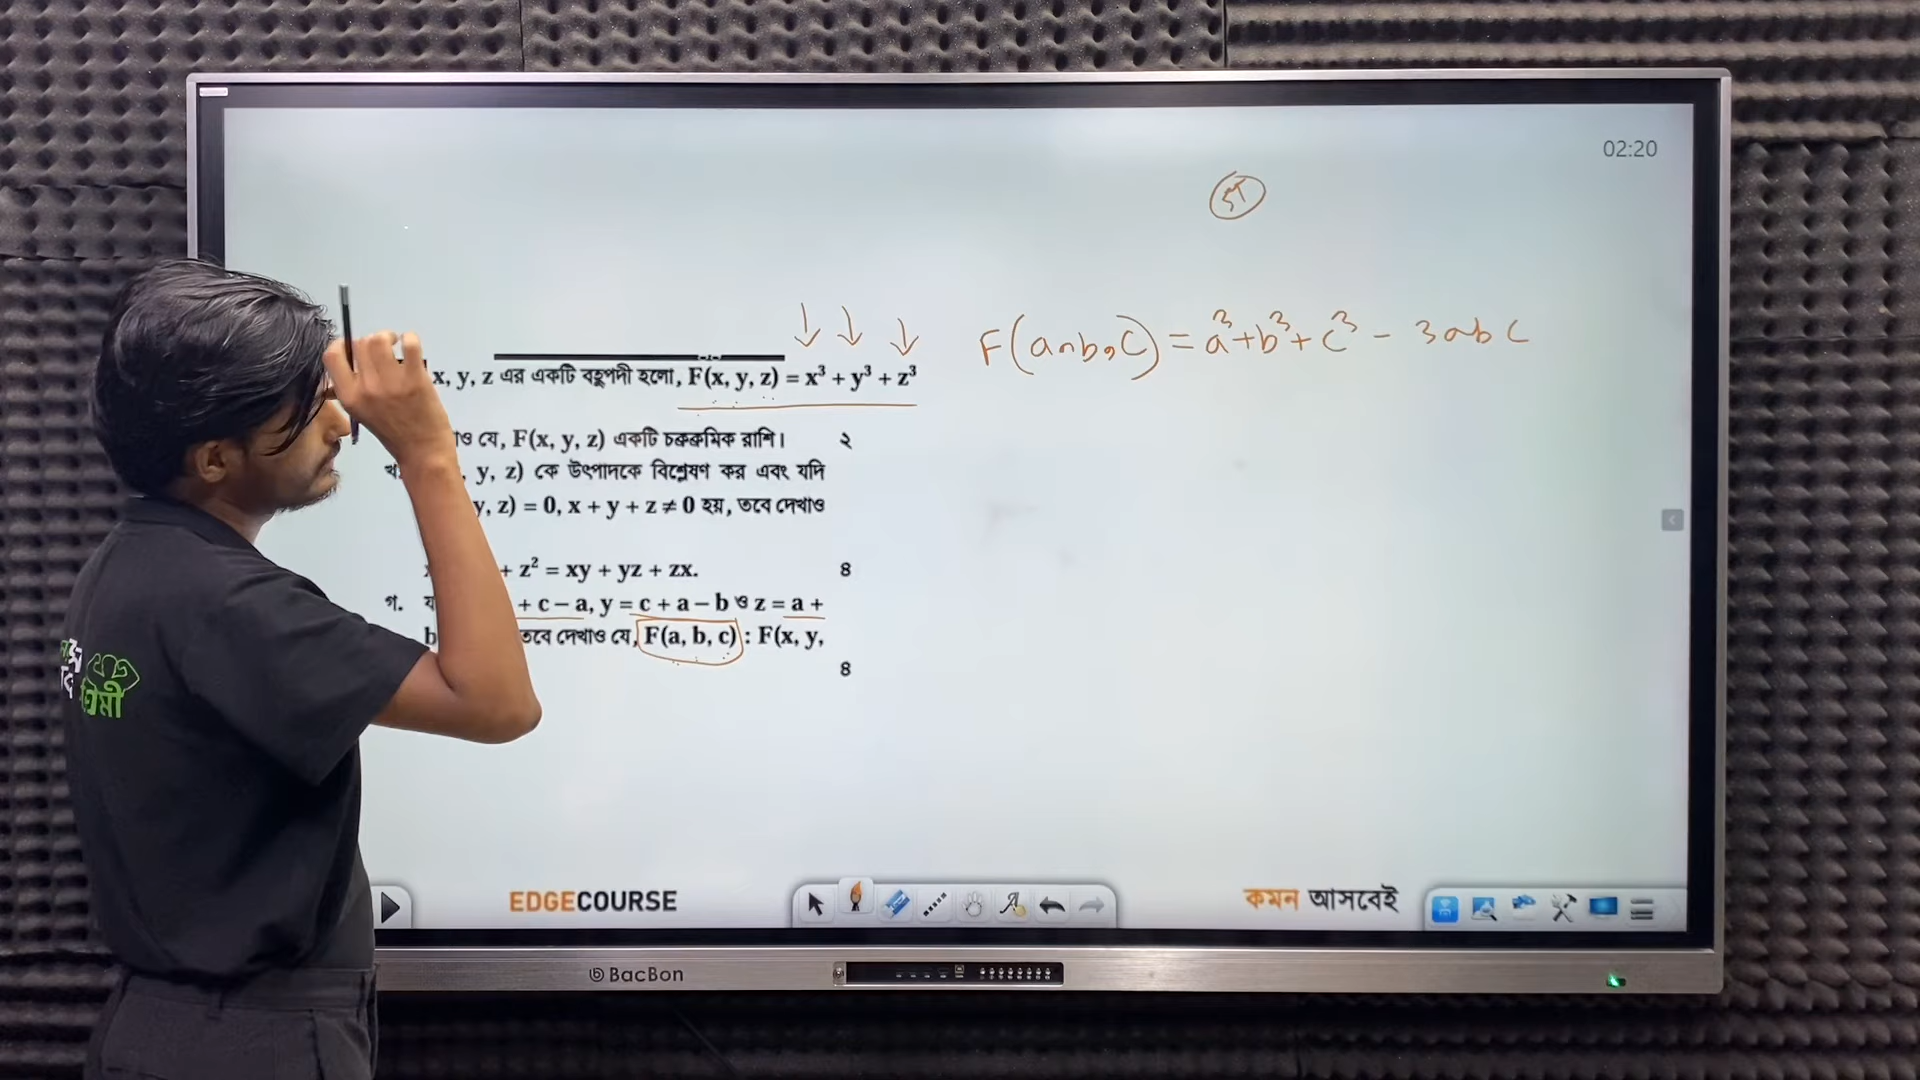 02:20
গ
F(a,b,c) = a³+b³+c³ - 3abc
x, y, z এর একটি বহুপদী হলো, F(x, y, z) = x³ + y³ + z³
যে, F(x, y, z) একটি চক্রক্রমিক রাশি। ২
খ. y, z) কে উৎপাদকে বিশ্লেষণ কর এবং যদি
y, z) = 0, x + y + z ≠ 0 হয়, তবে দেখাও
+ z² = xy + yz + zx. 8
গ. + c – a, y = c + a – b ও z = a +
b তবে দেখাও যে, F(a, b, c) : F(x, y,
8
EDGECOURSE
কমন আসবেই
BacBon